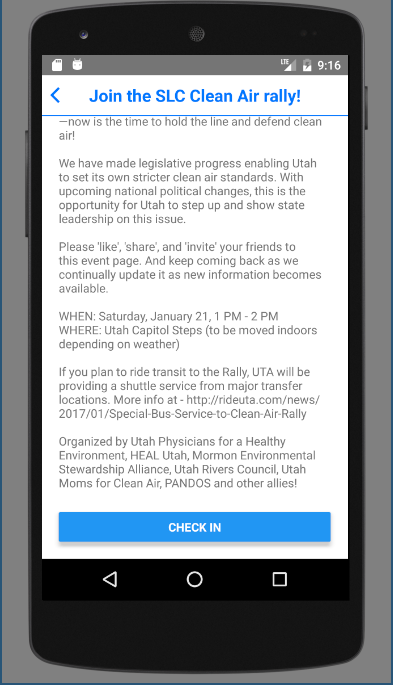 LTE 9:16
Join the SLC Clean Air rally!
—now is the time to hold the line and defend clean
air!
We have made legislative progress enabling Utah
to set its own stricter clean air standards. With
upcoming national political changes, this is the
opportunity for Utah to step up and show state
leadership on this issue.
Please 'like', 'share', and 'invite' your friends to
this event page. And keep coming back as we
continually update it as new information becomes
available.
WHEN: Saturday, January 21, 1 PM - 2 PM
WHERE: Utah Capitol Steps (to be moved indoors
depending on weather)
If you plan to ride transit to the Rally, UTA will be
providing a shuttle service from major transfer
locations. More info at - http://rideuta.com/news/
2017/01/Special-Bus-Service-to-Clean-Air-Rally
Organized by Utah Physicians for a Healthy
Environment, HEAL Utah, Mormon Environmental
Stewardship Alliance, Utah Rivers Council, Utah
Moms for Clean Air, PANDOS and other allies!
CHECK IN